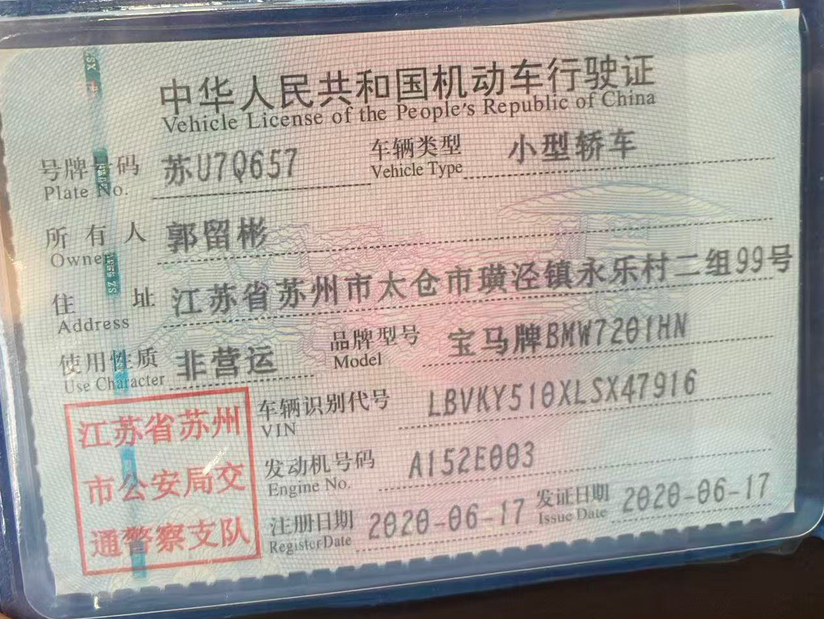 中华人民共和国机动车行驶证
Vehicle License of the People's Republic of China
号牌号码 苏U7Q657 车辆类型 小型轿车
Plate No. Vehicle Type
所有人 郭留彬
Owner
住址 江苏省苏州市太仓市璜泾镇永乐村二组99号
Address
使用性质 非营运 品牌型号 宝马牌BMW7201HN
Use Character Model
江苏省苏州
市公安局交
通警察支队
车辆识别代号 LBVKY510XLSX47916
VIN
发动机号码 A152E003
Engine No.
注册日期 2020-06-17 发证日期 2020-06-17
Register Date Issue Date